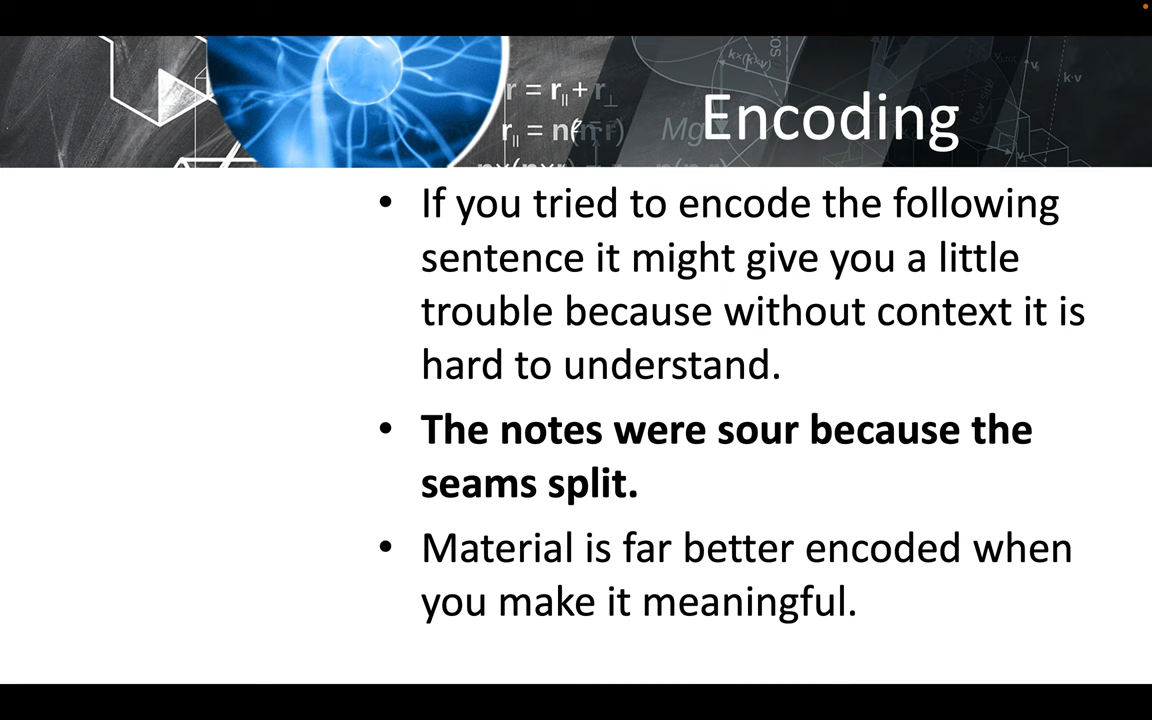 r = r|| + r⊥
r|| = n(n·r)
Encoding
• If you tried to encode the following
sentence it might give you a little
trouble because without context it is
hard to understand.
• The notes were sour because the
seams split.
• Material is far better encoded when
you make it meaningful.